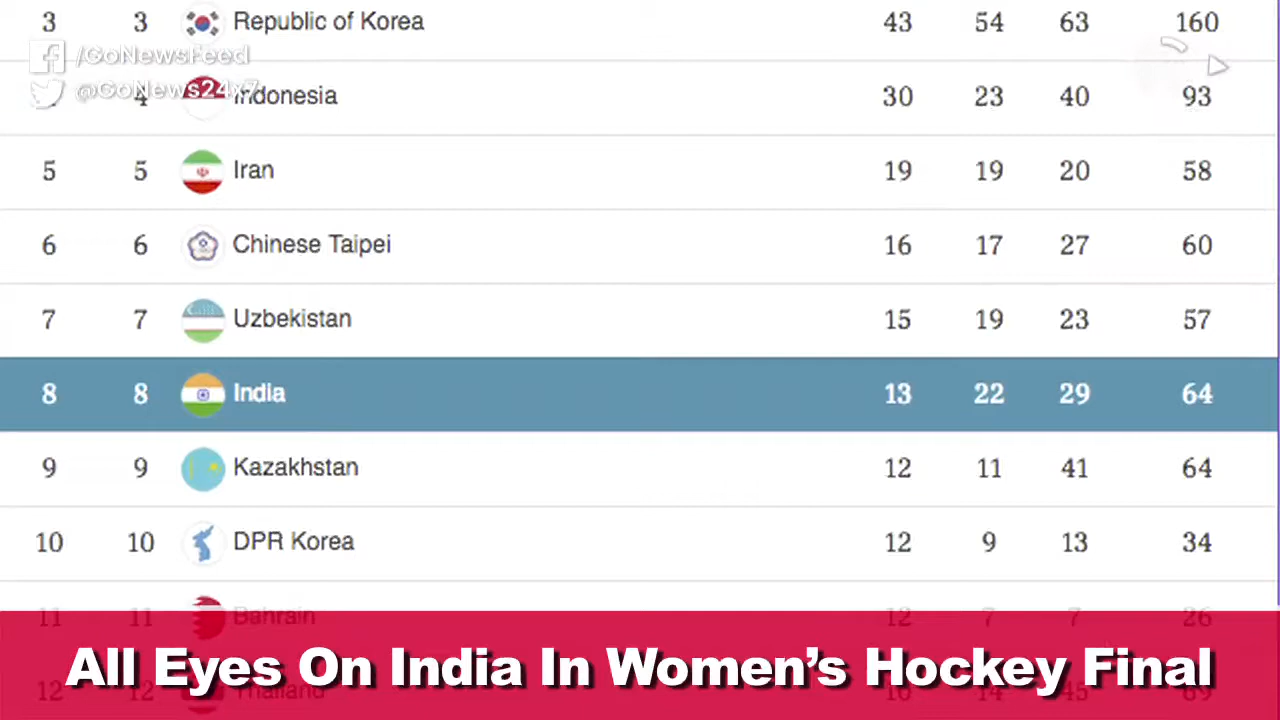 3 3 Republic of Korea 43 54 63 160
/GoNewsFeed
@GoNews24x7
4 Indonesia 30 23 40 93
5 5 Iran 19 19 20 58
6 6 Chinese Taipei 16 17 27 60
7 7 Uzbekistan 15 19 23 57
8 8 India 13 22 29 64
9 9 Kazakhstan 12 11 41 64
10 10 DPR Korea 12 9 13 34
11 11 Bahrain 12 7 7 26
All Eyes On India In Women's Hockey Final
12 12 Thailand